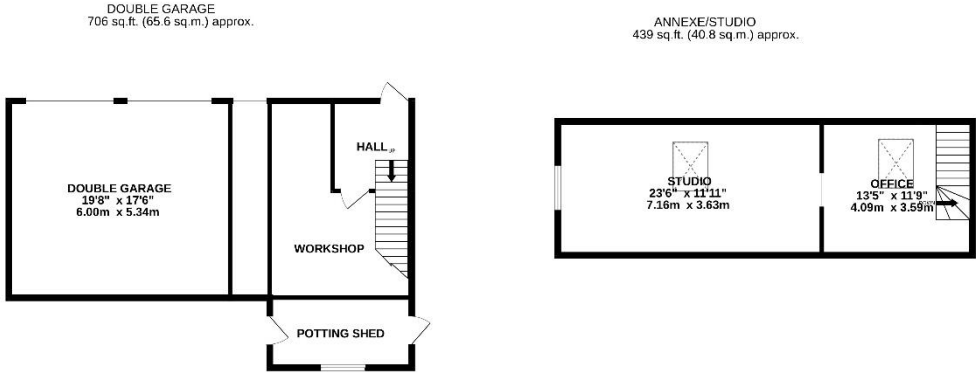 DOUBLE GARAGE
706 sq.ft. (65.6 sq.m.) approx.
ANNEXE/STUDIO
439 sq.ft. (40.8 sq.m.) approx.
HALL
UP
DOUBLE GARAGE
19'8" x 17'6"
6.00m x 5.34m
WORKSHOP
POTTING SHED
STUDIO
23'6" x 11'11"
7.16m x 3.63m
OFFICE
13'5" x 11'9"
4.09m x 3.59m
DOWN